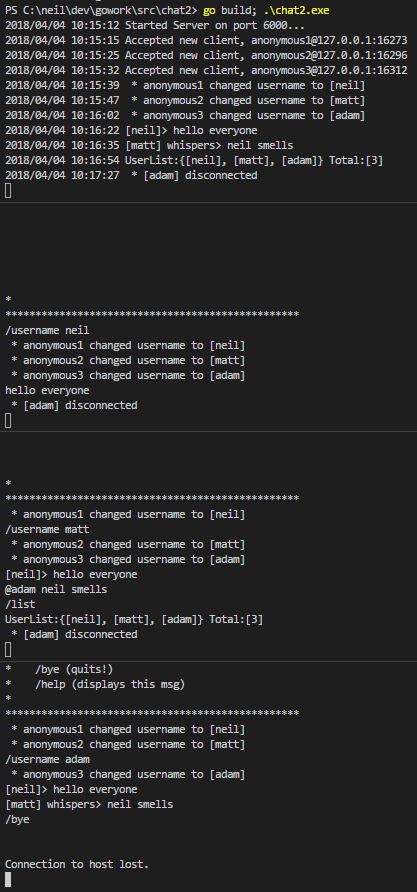 PS C:\neil\dev\gowork\src\chat2> go build; .\chat2.exe
2018/04/04 10:15:12 Started Server on port 6000...
2018/04/04 10:15:15 Accepted new client, anonymous1@127.0.0.1:16273
2018/04/04 10:15:25 Accepted new client, anonymous2@127.0.0.1:16296
2018/04/04 10:15:32 Accepted new client, anonymous3@127.0.0.1:16312
2018/04/04 10:15:39  * anonymous1 changed username to [neil]
2018/04/04 10:15:47  * anonymous2 changed username to [matt]
2018/04/04 10:16:02  * anonymous3 changed username to [adam]
2018/04/04 10:16:22 [neil]> hello everyone
2018/04/04 10:16:35 [matt] whispers> neil smells
2018/04/04 10:16:54 UserList:{[neil], [matt], [adam]} Total:[3]
2018/04/04 10:17:27  * [adam] disconnected
*
*************************************************
/username neil
 * anonymous1 changed username to [neil]
 * anonymous2 changed username to [matt]
 * anonymous3 changed username to [adam]
hello everyone
 * [adam] disconnected
*
*************************************************
 * anonymous1 changed username to [neil]
/username matt
 * anonymous2 changed username to [matt]
 * anonymous3 changed username to [adam]
[neil]> hello everyone
@adam neil smells
/list
UserList:{[neil], [matt], [adam]} Total:[3]
 * [adam] disconnected
*    /bye (quits!)
*    /help (displays this msg)
*
*************************************************
 * anonymous1 changed username to [neil]
 * anonymous2 changed username to [matt]
/username adam
 * anonymous3 changed username to [adam]
[neil]> hello everyone
[matt] whispers> neil smells
/bye
Connection to host lost.